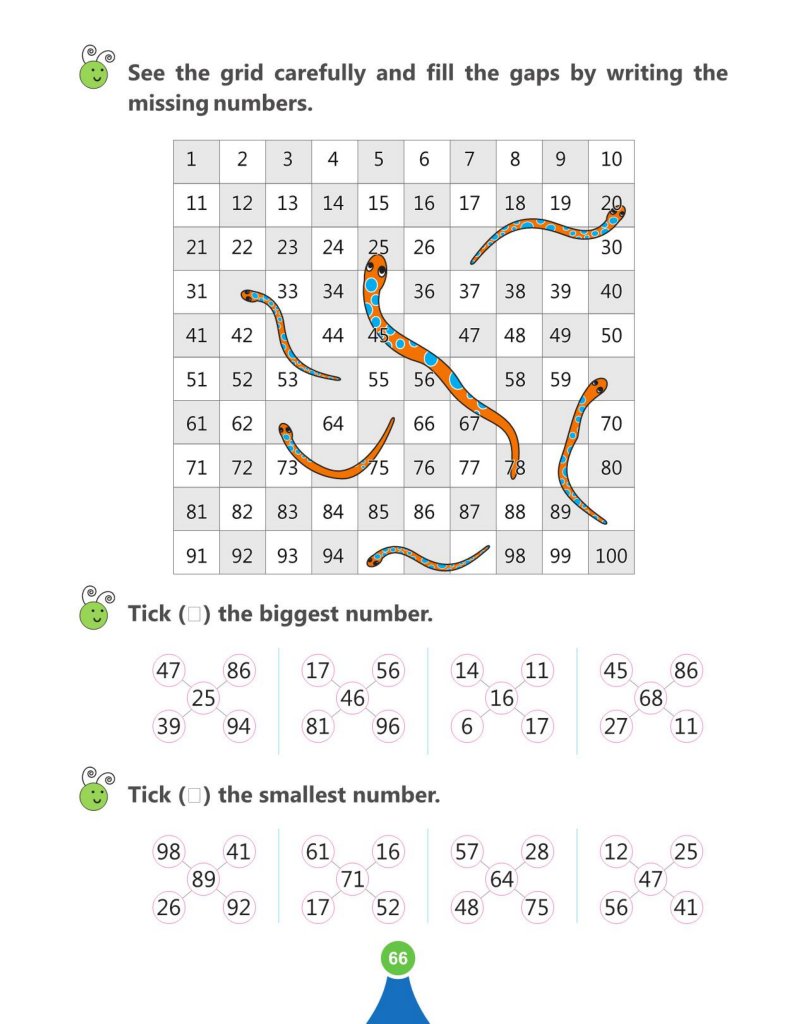 See the grid carefully and fill the gaps by writing the
missing numbers.
1 2 3 4 5 6 7 8 9 10
11 12 13 14 15 16 17 18 19 20
21 22 23 24 25 26 30
31 33 34 36 37 38 39 40
41 42 44 45 47 48 49 50
51 52 53 55 56 58 59
61 62 64 66 67 70
71 72 73 75 76 77 78 80
81 82 83 84 85 86 87 88 89
91 92 93 94 98 99 100
Tick (□) the biggest number.
47 86 17 56 14 11 45 86
25 46 16 68
39 94 81 96 6 17 27 11
Tick (□) the smallest number.
98 41 61 16 57 28 12 25
89 71 64 47
26 92 17 52 48 75 56 41
66